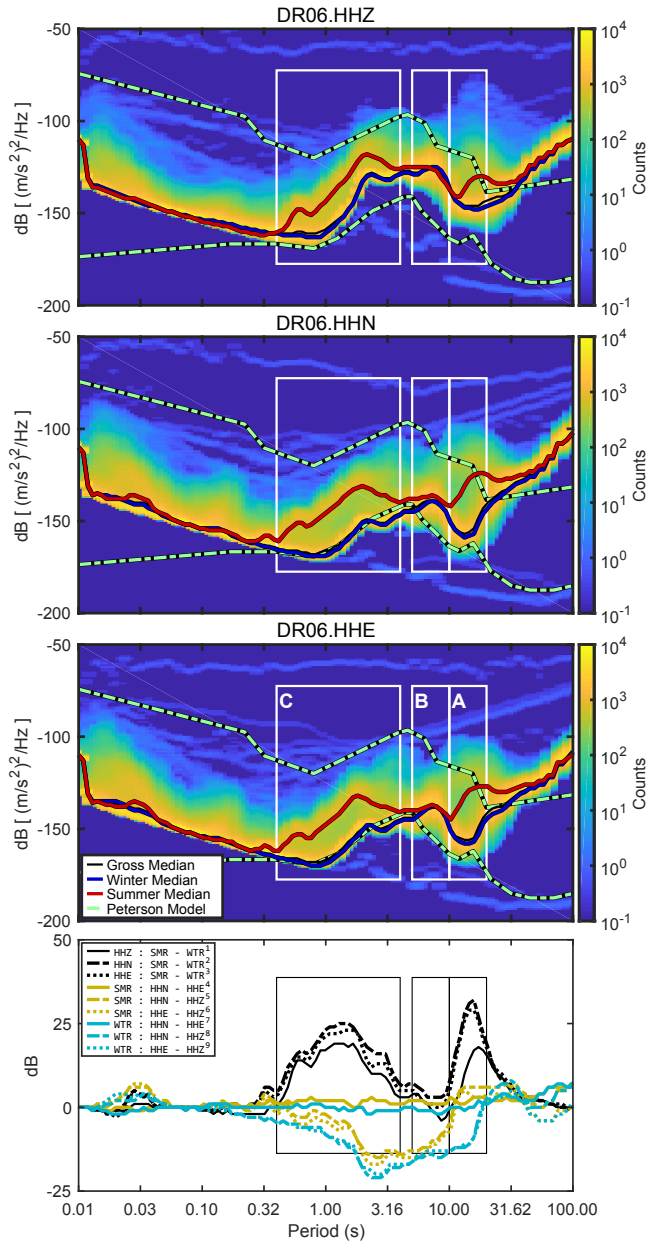 DR06.HHZ
-50
-100
-150
-200
dB [ (m/s²)²/Hz]
10⁴
10³
10²
10¹
10⁰
10⁻¹
Counts
DR06.HHN
-50
-100
-150
-200
dB [ (m/s²)²/Hz]
10⁴
10³
10²
10¹
10⁰
10⁻¹
Counts
DR06.HHE
-50
-100
-150
-200
dB [ (m/s²)²/Hz]
C
B
A
Gross Median
Winter Median
Summer Median
Peterson Model
10⁴
10³
10²
10¹
10⁰
10⁻¹
Counts
50
25
0
-25
dB
HHZ : SMR - WTR¹
HHN : SMR - WTR²
HHE : SMR - WTR³
SMR : HHN - HHE⁴
SMR : HHN - HHZ⁵
SMR : HHE - HHZ⁶
WTR : HHN - HHE⁷
WTR : HHN - HHZ⁸
WTR : HHE - HHZ⁹
0.01 0.03 0.10 0.32 1.00 3.16 10.00 31.62 100.00
Period (s)